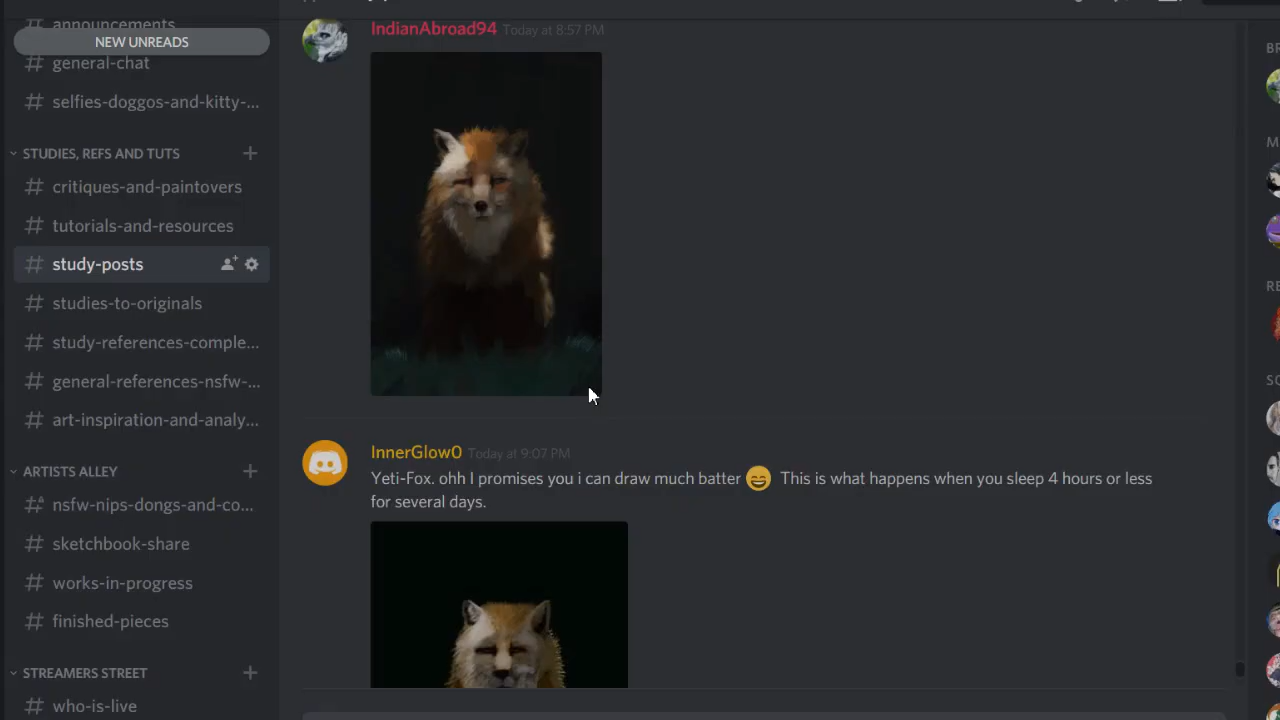 announcements
NEW UNREADS
# general-chat
# selfies-doggos-and-kitty-...
STUDIES, REFS AND TUTS
# critiques-and-paintovers
# tutorials-and-resources
# study-posts
# studies-to-originals
# study-references-comple...
# general-references-nsfw-...
# art-inspiration-and-analy...
ARTISTS ALLEY
# nsfw-nips-dongs-and-co...
# sketchbook-share
# works-in-progress
# finished-pieces
STREAMERS STREET
# who-is-live
IndianAbroad94 Today at 8:57 PM
InnerGlow0 Today at 9:07 PM
Yeti-Fox. ohh I promises you i can draw much batter 😄 This is what happens when you sleep 4 hours or less
for several days.
BR
M
RE
SC